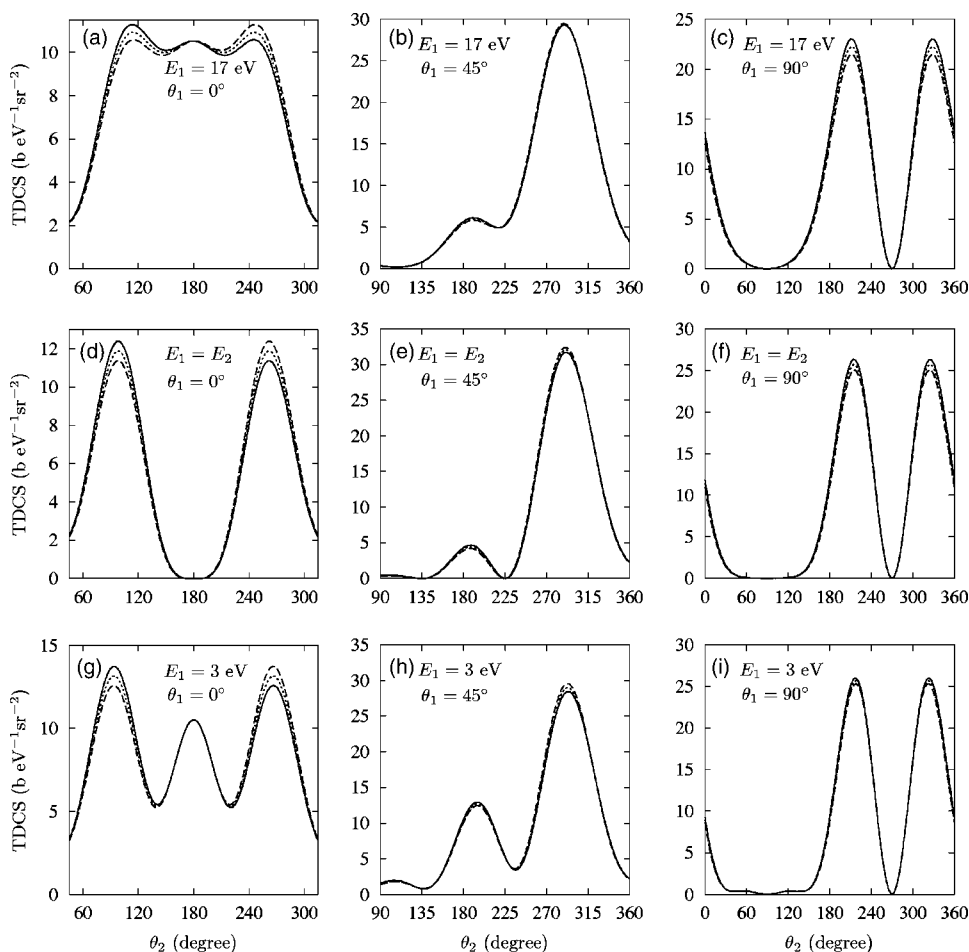 (a) E₁ = 17 eV
θ₁ = 0°
TDCS (b eV⁻¹sr⁻²)
0 2 4 6 8 10
60 120 180 240 300
(b) E₁ = 17 eV
θ₁ = 45°
0 5 10 15 20 25 30
90 135 180 225 270 315 360
(c) E₁ = 17 eV
θ₁ = 90°
0 5 10 15 20 25
0 60 120 180 240 300 360
(d) E₁ = E₂
θ₁ = 0°
TDCS (b eV⁻¹sr⁻²)
0 2 4 6 8 10 12
60 120 180 240 300
(e) E₁ = E₂
θ₁ = 45°
0 5 10 15 20 25 30 35
90 135 180 225 270 315 360
(f) E₁ = E₂
θ₁ = 90°
0 5 10 15 20 25 30
0 60 120 180 240 300 360
(g) E₁ = 3 eV
θ₁ = 0°
TDCS (b eV⁻¹sr⁻²)
0 5 10 15
60 120 180 240 300
θ₂ (degree)
(h) E₁ = 3 eV
θ₁ = 45°
0 5 10 15 20 25 30 35
90 135 180 225 270 315 360
θ₂ (degree)
(i) E₁ = 3 eV
θ₁ = 90°
0 5 10 15 20 25 30
0 60 120 180 240 300 360
θ₂ (degree)